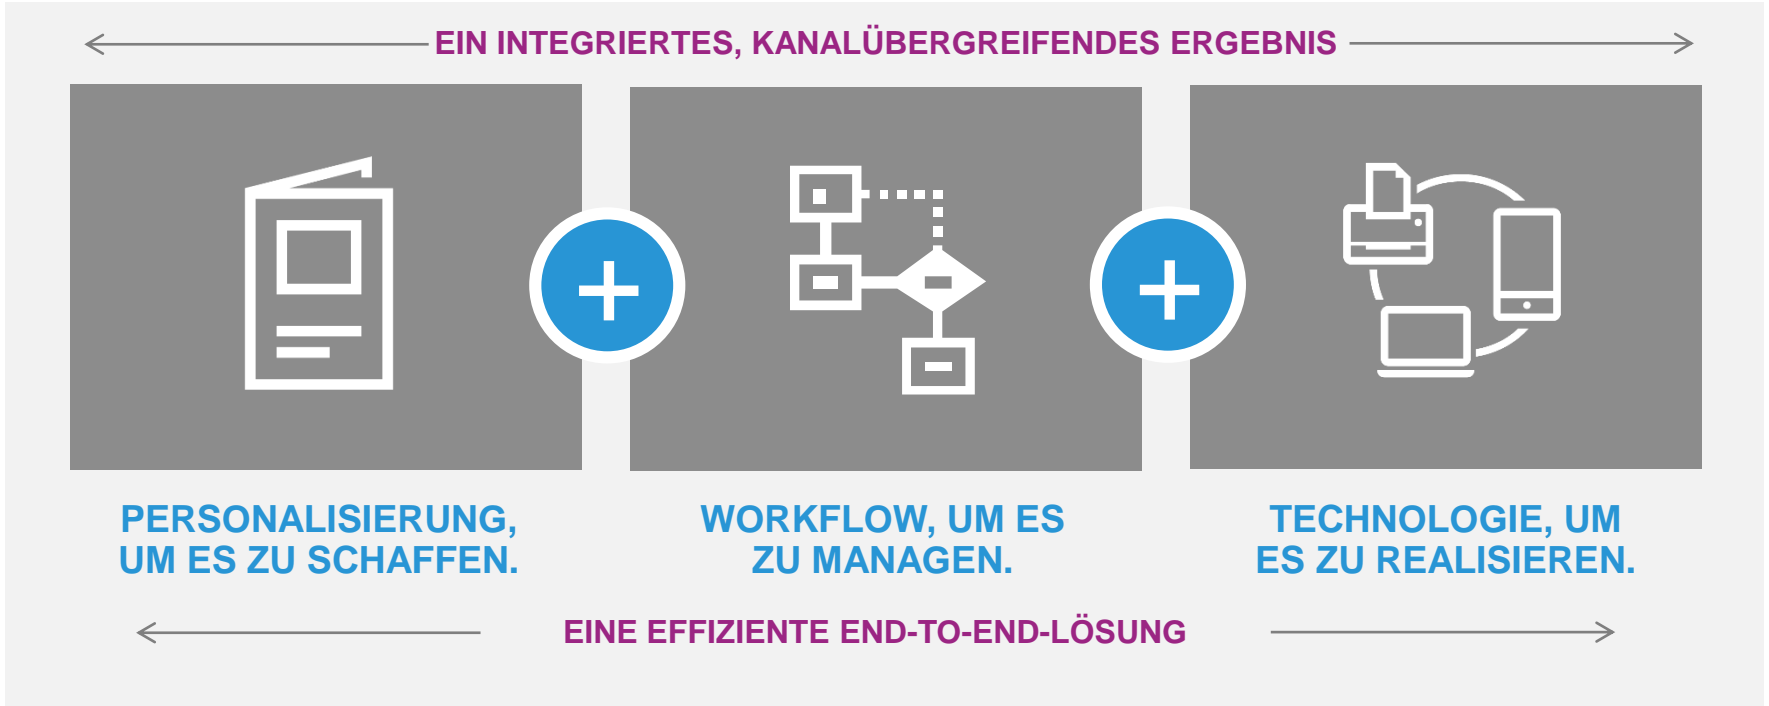 EIN INTEGRIERTES, KANALÜBERGREIFENDES ERGEBNIS
PERSONALISIERUNG,
UM ES ZU SCHAFFEN.
WORKFLOW, UM ES
ZU MANAGEN.
TECHNOLOGIE, UM
ES ZU REALISIEREN.
EINE EFFIZIENTE END-TO-END-LÖSUNG